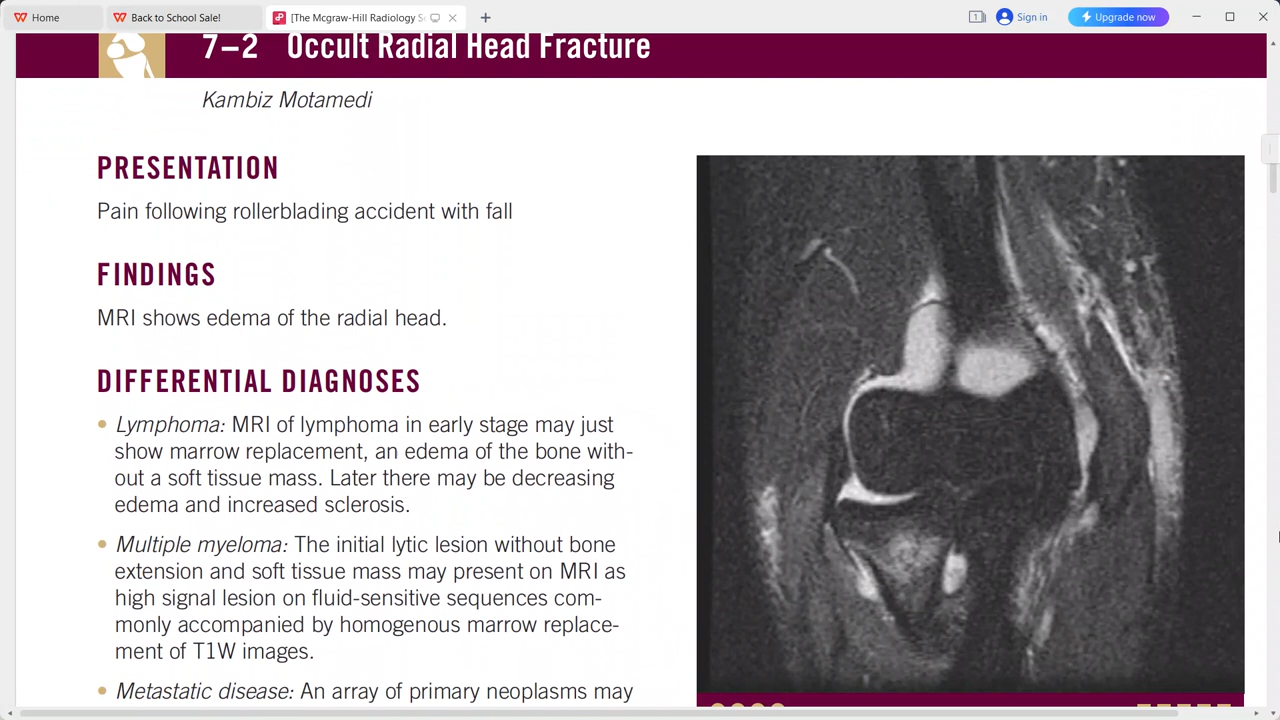 Home
Back to School Sale!
[The Mcgraw-Hill Radiology S
1
Sign in
Upgrade now
7–2 Occult Radial Head Fracture
Kambiz Motamedi
PRESENTATION
Pain following rollerblading accident with fall
FINDINGS
MRI shows edema of the radial head.
DIFFERENTIAL DIAGNOSES
• Lymphoma: MRI of lymphoma in early stage may just
show marrow replacement, an edema of the bone with-
out a soft tissue mass. Later there may be decreasing
edema and increased sclerosis.
• Multiple myeloma: The initial lytic lesion without bone
extension and soft tissue mass may present on MRI as
high signal lesion on fluid-sensitive sequences com-
monly accompanied by homogenous marrow replace-
ment of T1W images.
• Metastatic disease: An array of primary neoplasms may